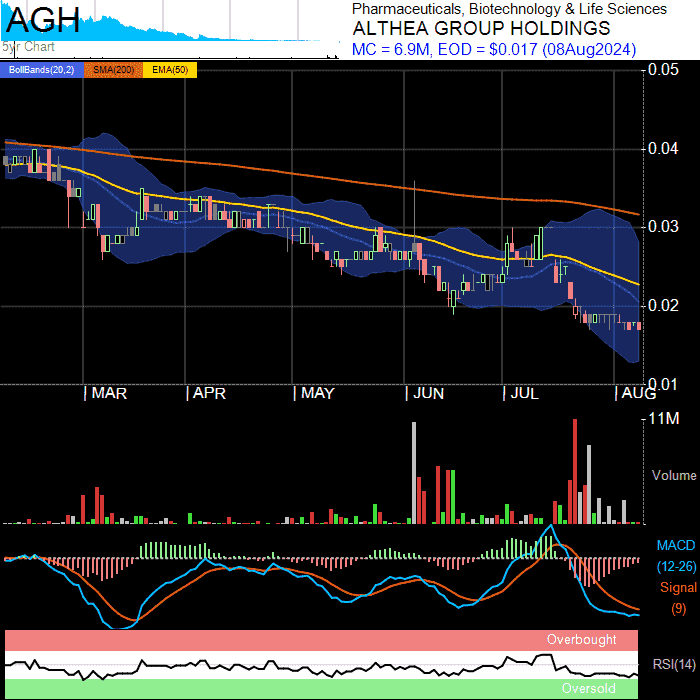 AGH
5yr Chart
Pharmaceuticals, Biotechnology & Life Sciences
ALTHEA GROUP HOLDINGS
MC = 6.9M, EOD = $0.017 (08Aug2024)
BollBands(20,2) SMA(200) EMA(50)
0.05
0.04
0.03
0.02
0.01
| MAR | APR | MAY | JUN | JUL | AUG
11M
Volume
MACD
(12-26)
Signal
(9)
Overbought
RSI(14)
Oversold